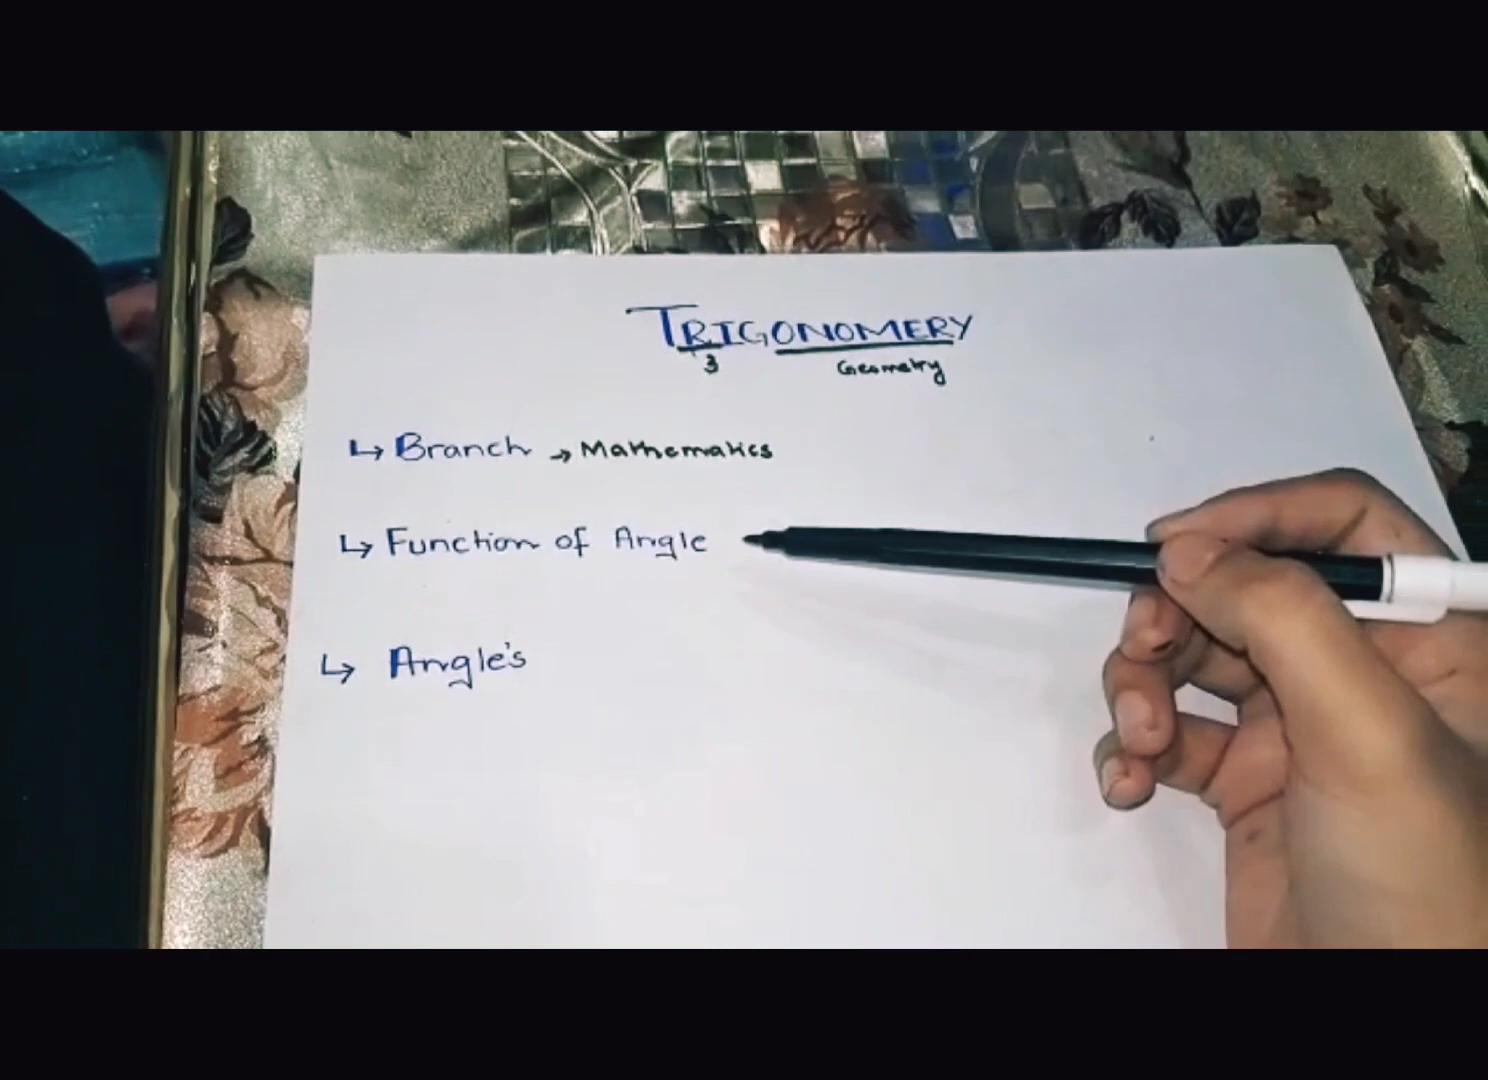 TRIGONOMERY
3 Geometry
↳ Branch → Mathematics
↳ Function of Angle
↳ Angle's